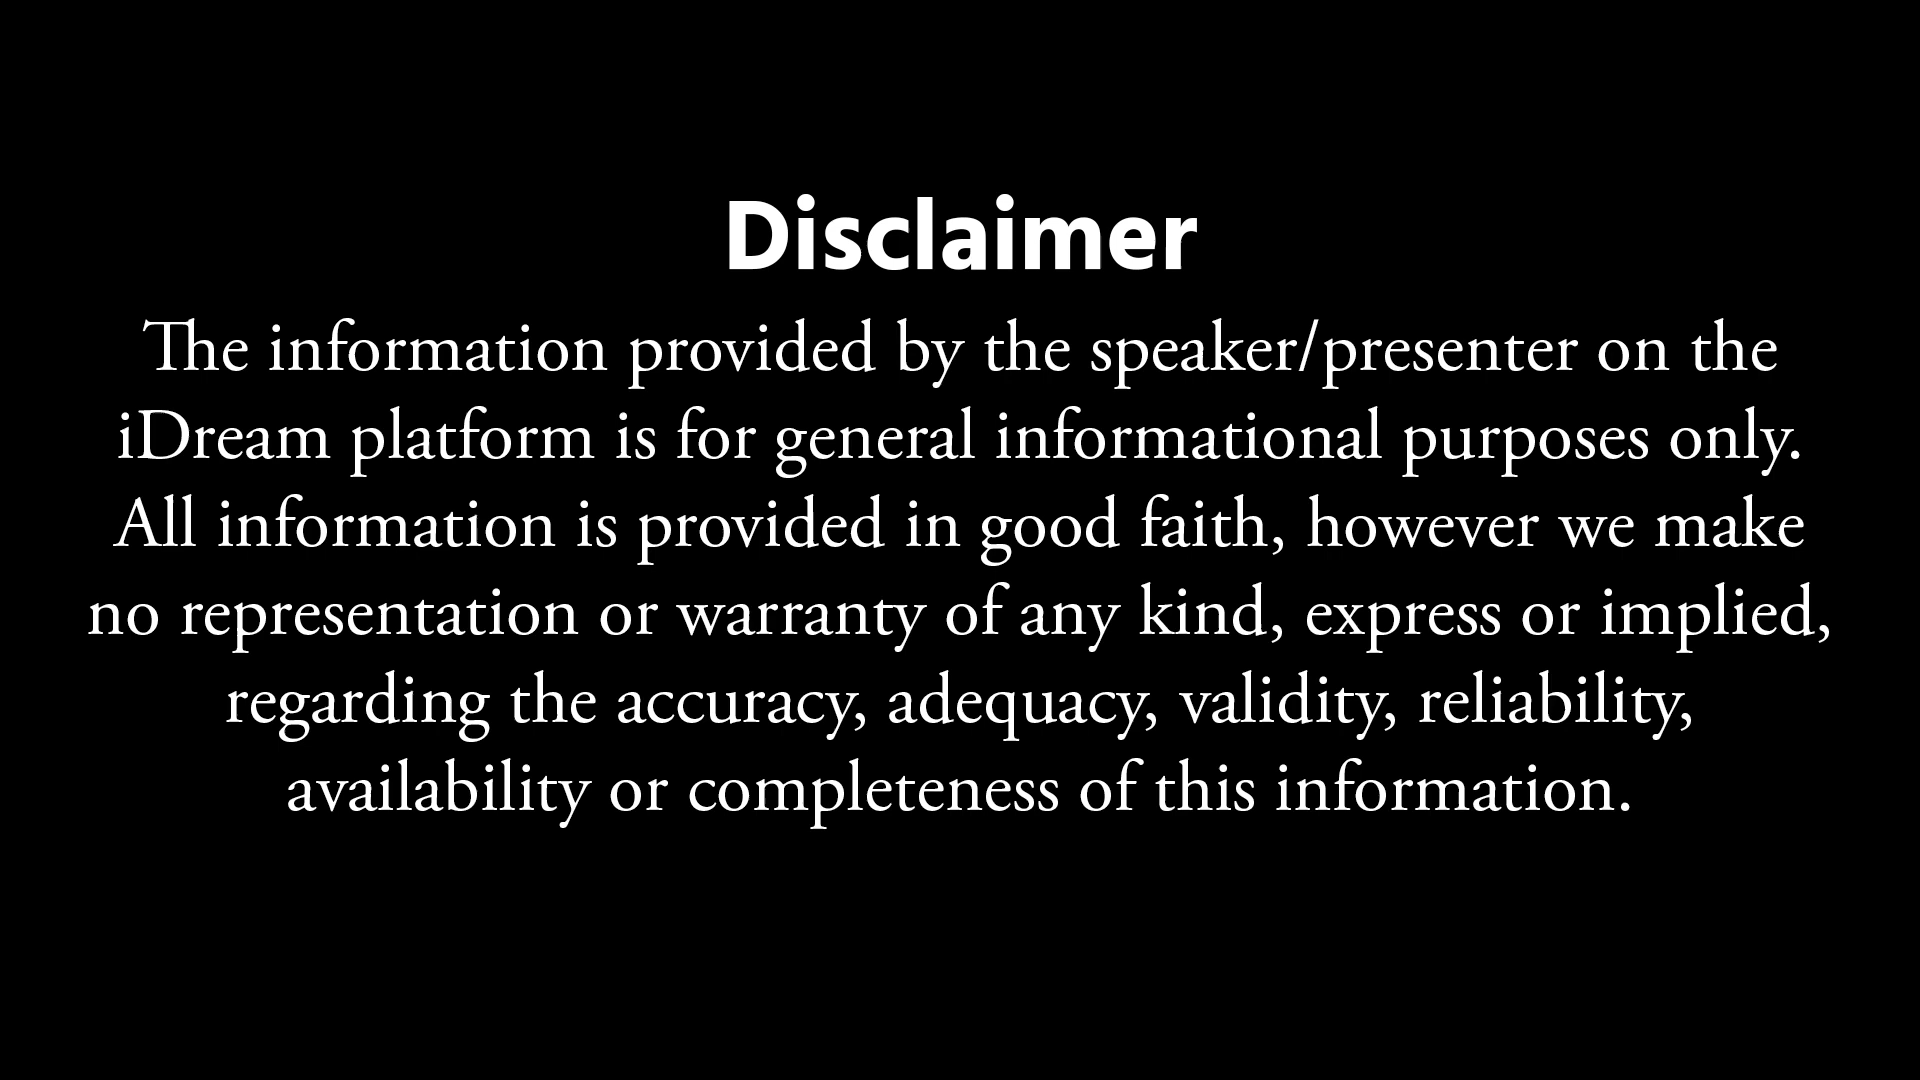 Disclaimer
The information provided by the speaker/presenter on the
iDream platform is for general informational purposes only.
All information is provided in good faith, however we make
no representation or warranty of any kind, express or implied,
regarding the accuracy, adequacy, validity, reliability,
availability or completeness of this information.